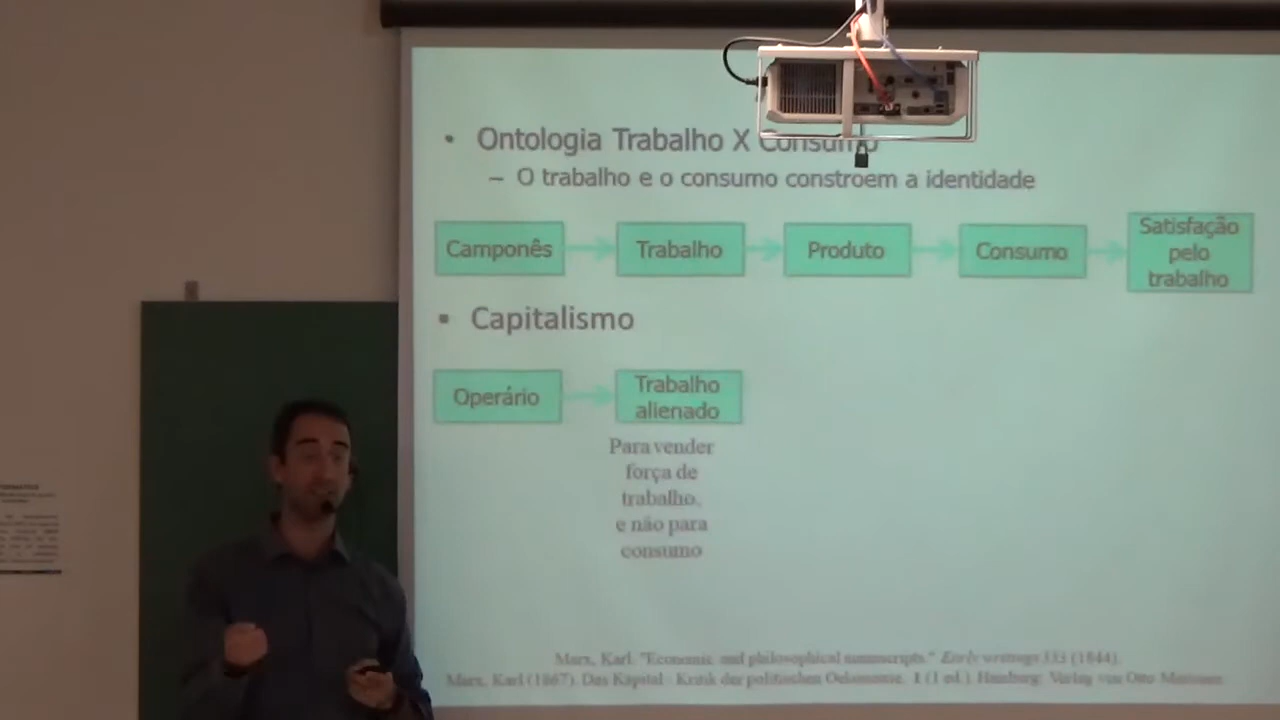 • Ontologia Trabalho X Consumo
– O trabalho e o consumo constroem a identidade
Camponês
Trabalho
Produto
Consumo
Satisfação
pelo
trabalho
▪ Capitalismo
Operário
Trabalho
alienado
Para vender
força de
trabalho,
e não para
consumo
Marx, Karl. "Economic and philosophical manuscripts." Early writings 333 (1844).
Marx, Karl (1867). Das Kapital - Kritik der politischen Oekonomie. 1 (1 ed.). Hamburg: Verlag von Otto